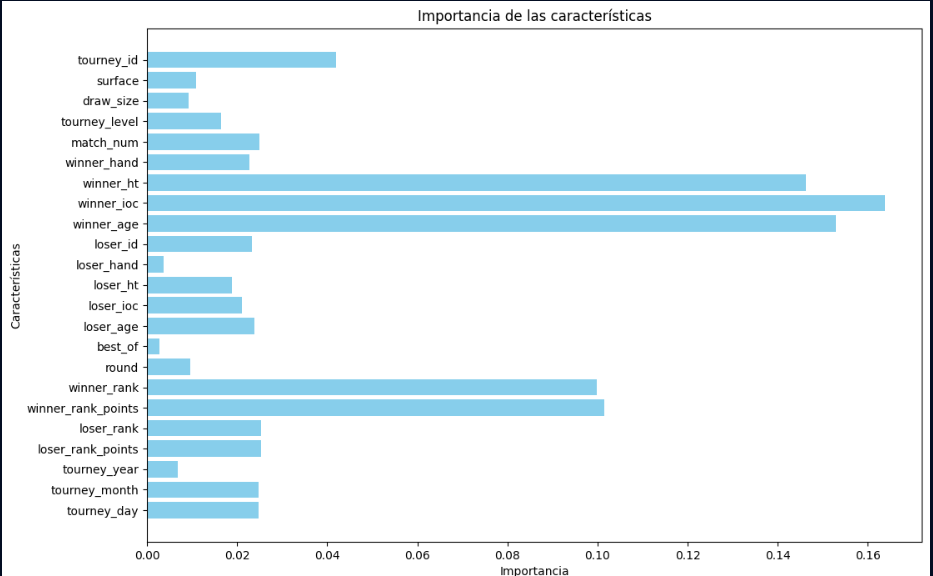 Importancia de las características
tourney_id
surface
draw_size
tourney_level
match_num
winner_hand
winner_ht
winner_ioc
winner_age
loser_id
loser_hand
loser_ht
loser_ioc
loser_age
best_of
round
winner_rank
winner_rank_points
loser_rank
loser_rank_points
tourney_year
tourney_month
tourney_day
Características
0.00 0.02 0.04 0.06 0.08 0.10 0.12 0.14 0.16
Importancia